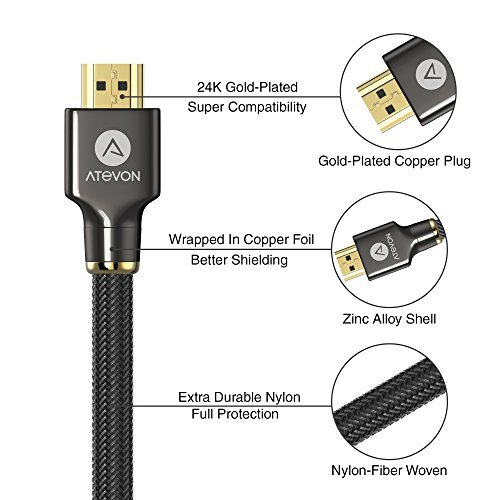 24K Gold-Plated
Super Compatibility
Gold-Plated Copper Plug
ATEVON
Wrapped In Copper Foil
Better Shielding
ATEVON
Zinc Alloy Shell
Extra Durable Nylon
Full Protection
Nylon-Fiber Woven